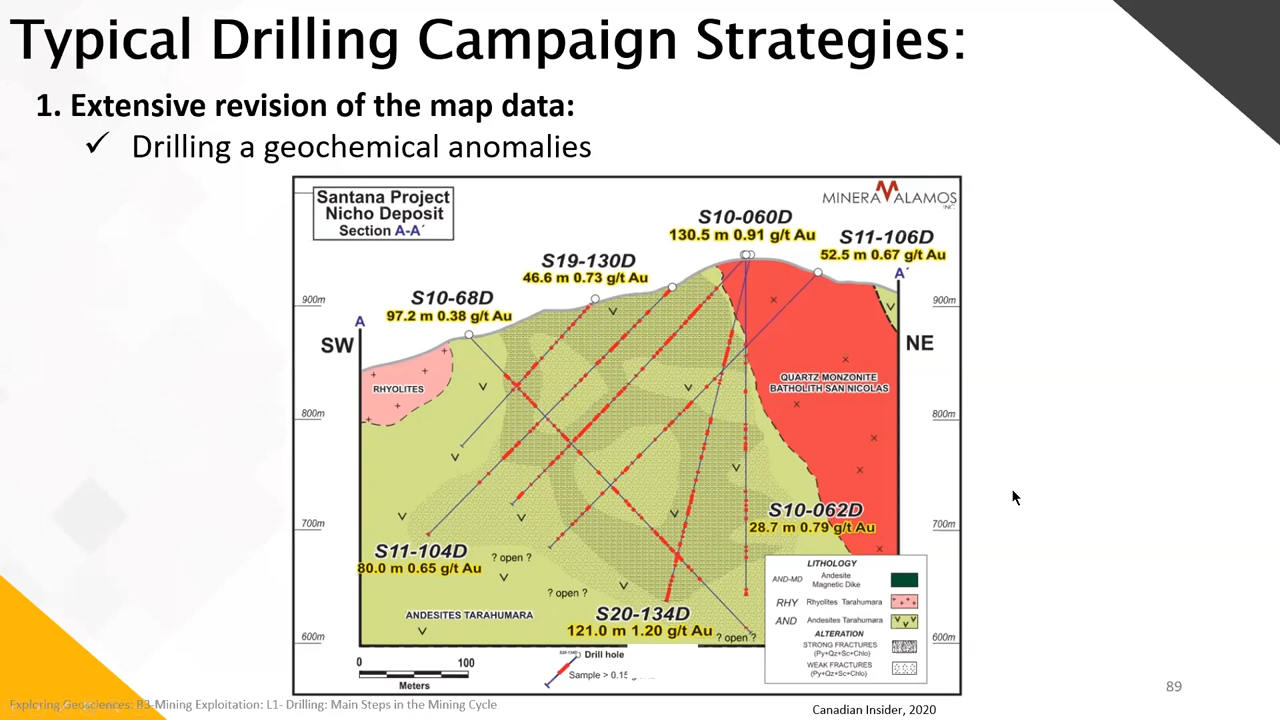 Typical Drilling Campaign Strategies:
1. Extensive revision of the map data:
✓ Drilling a geochemical anomalies
Santana Project
Nicho Deposit
Section A-A´
MINERA ALAMOS
INC.
S10-060D
130.5 m 0.91 g/t Au
S11-106D
52.5 m 0.67 g/t Au
S19-130D
46.6 m 0.73 g/t Au
S10-68D
97.2 m 0.38 g/t Au
A´
900m
900m
A
SW
NE
RHYOLITES
QUARTZ MONZONITE
BATHOLITH SAN NICOLAS
800m
800m
S10-062D
28.7 m 0.79 g/t Au
700m
700m
S11-104D
80.0 m 0.65 g/t Au
? open ?
? open ?
ANDESITES TARAHUMARA
S20-134D
121.0 m 1.20 g/t Au
? open ?
600m
600m
LITHOLOGY
AND-MD Andesite
Magnetic Dike
RHY Rhyolites Tarahumara
AND Andesites Tarahumara
ALTERATION
STRONG FRACTURES
(Py+Qz+Sc+Chlo)
WEAK FRACTURES
(Py+Qz+Sc+Chlo)
0 100
Meters
Drill hole
Sample > 0.15
89
Exploring Geosciences: B3-Mining Exploitation: L1- Drilling: Main Steps in the Mining Cycle
Canadian Insider, 2020